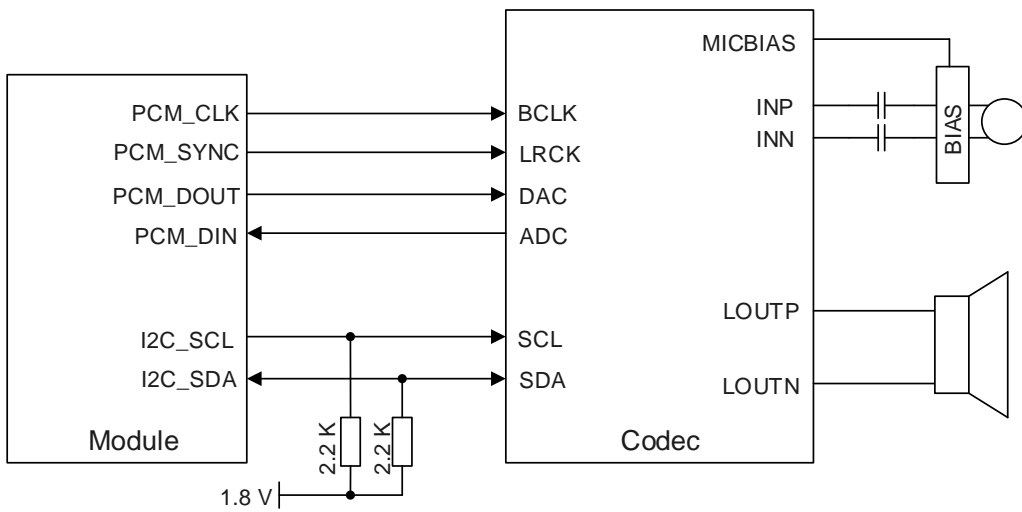 MICBIAS
PCM_CLK
BCLK
INP
INN
BIAS
PCM_SYNC
LRCK
PCM_DOUT
DAC
PCM_DIN
ADC
LOUTP
I2C_SCL
SCL
I2C_SDA
SDA
LOUTN
Module
2.2 K
2.2 K
Codec
1.8 V